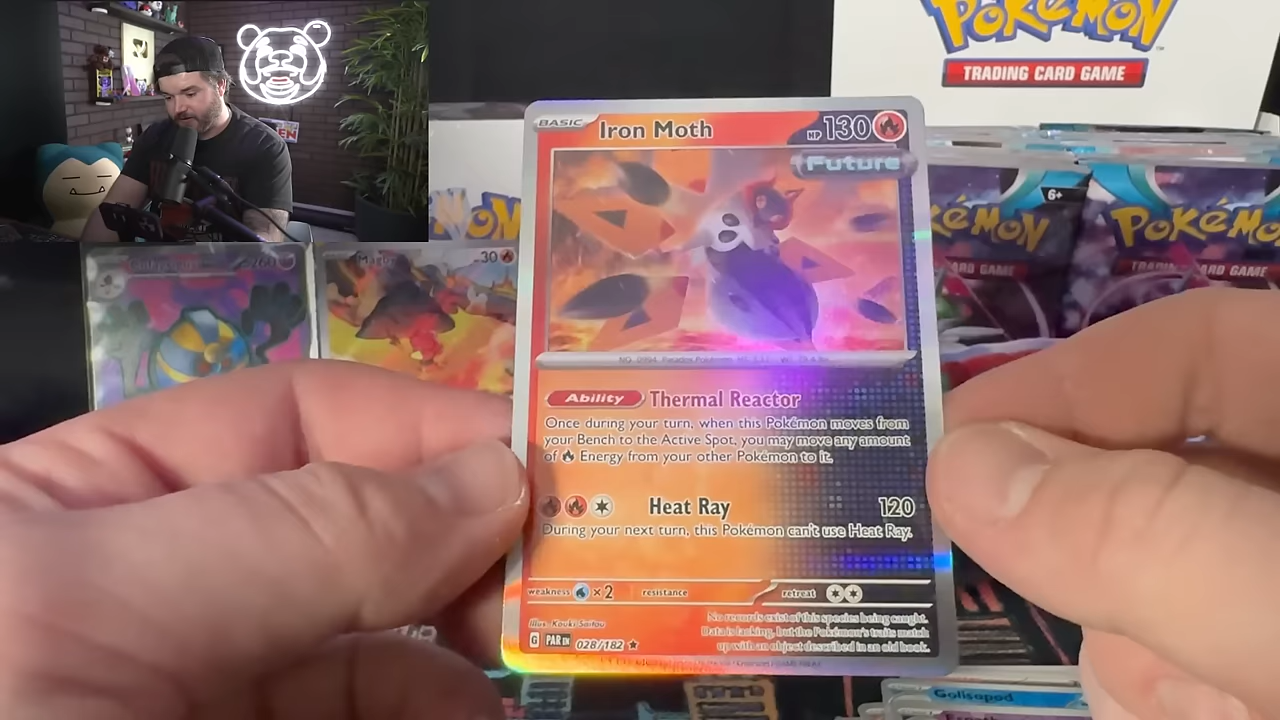 POKÉMON
TRADING CARD GAME
BASIC
Iron Moth
HP 130
Future
NO. 0994
Ability Thermal Reactor
Once during your turn, when this Pokémon moves from
your Bench to the Active Spot, you may move any amount
of Energy from your other Pokémon to it.
Heat Ray 120
During your next turn, this Pokémon can't use Heat Ray.
weakness ×2 resistance retreat
Illus. Kouki Saitou
G PAR EN 028/182
No records exist of this species being caught.
Data is lacking, but the Pokémon's traits match
up with an object described in an old book.
260
30
6+
POKÉMON
CARD GAME
Golisopod